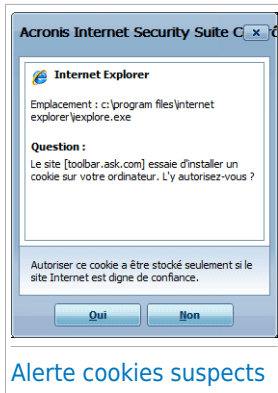 Acronis Internet Security Suite C
Internet Explorer
Emplacement : c:\program files\internet
explorer\iexplore.exe
Question :
Le site [toolbar.ask.com] essaie d'installer un
cookie sur votre ordinateur. L'y autorisez-vous ?
Autoriser ce cookie a être stocké seulement si le
site Internet est digne de confiance.
Oui
Non
Alerte cookies suspects